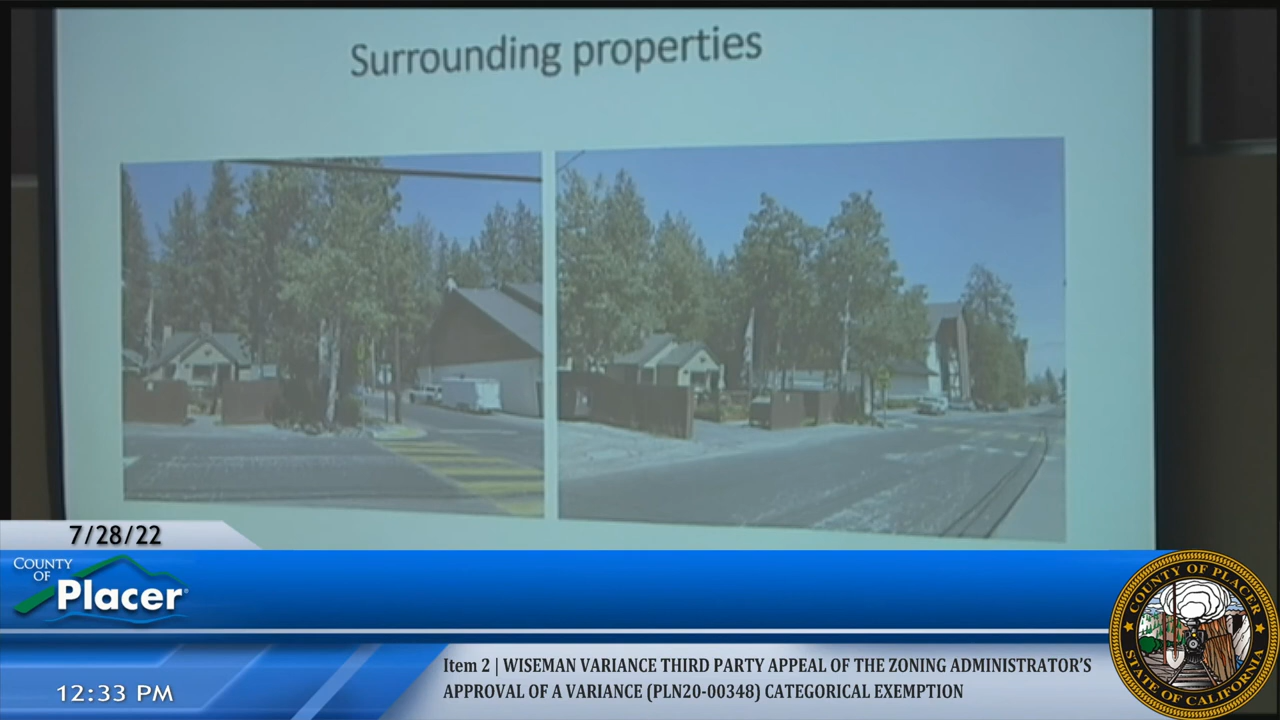 Surrounding properties
7/28/22
COUNTY
OF
Placer
12:33 PM
Item 2 | WISEMAN VARIANCE THIRD PARTY APPEAL OF THE ZONING ADMINISTRATOR'S
APPROVAL OF A VARIANCE (PLN20-00348) CATEGORICAL EXEMPTION
COUNTY OF PLACER
STATE OF CALIFORNIA